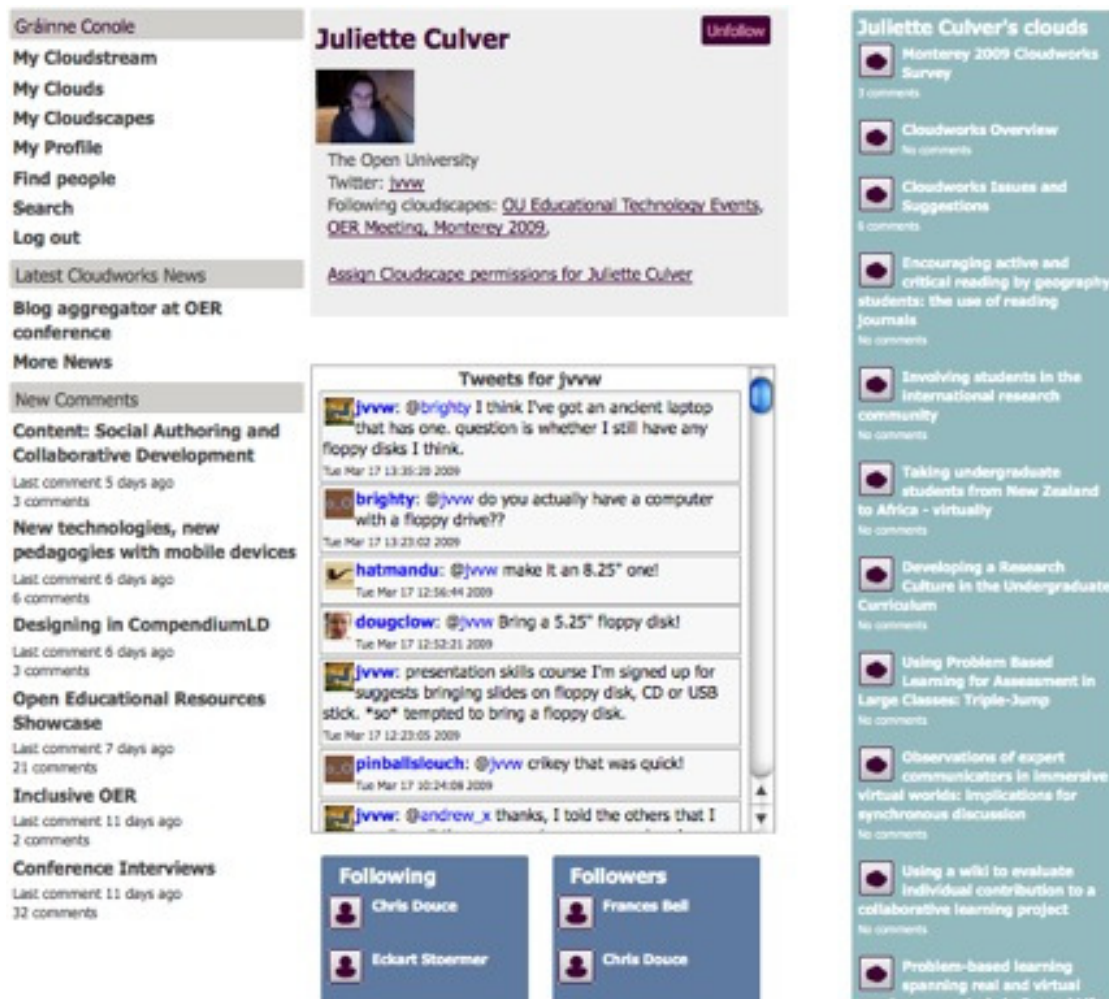 Gráinne Conole
My Cloudstream
My Clouds
My Cloudscapes
My Profile
Find people
Search
Log out
Latest Cloudworks News
Blog aggregator at OER
conference
More News
New Comments
Content: Social Authoring and
Collaborative Development
Last comment 5 days ago
3 comments
New technologies, new
pedagogies with mobile devices
Last comment 6 days ago
6 comments
Designing in CompendiumLD
Last comment 6 days ago
3 comments
Open Educational Resources
Showcase
Last comment 7 days ago
21 comments
Inclusive OER
Last comment 11 days ago
2 comments
Conference Interviews
Last comment 11 days ago
32 comments
Juliette Culver
Unfollow
The Open University
Twitter: jvvw
Following cloudscapes: OU Educational Technology Events,
OER Meeting, Monterey 2009,
Assign Cloudscape permissions for Juliette Culver
Tweets for jvvw
jvvw: @brighty I think I've got an ancient laptop
that has one. question is whether I still have any
floppy disks I think.
Tue Mar 17 13:35:20 2009
brighty: @jvvw do you actually have a computer
with a floppy drive??
Tue Mar 17 13:23:02 2009
hatmandu: @jvvw make it an 8.25" one!
Tue Mar 17 12:56:44 2009
dougclow: @jvvw Bring a 5.25" floppy disk!
Tue Mar 17 12:52:21 2009
jvvw: presentation skills course I'm signed up for
suggests bringing slides on floppy disk, CD or USB
stick. *so* tempted to bring a floppy disk.
Tue Mar 17 12:23:05 2009
pinballslouch: @jvvw crikey that was quick!
Tue Mar 17 10:24:06 2009
jvvw: @andrew_x thanks, I told the others that I
Following
Chris Douce
Eckart Stoermer
Followers
Frances Bell
Chris Douce
Juliette Culver's clouds
Monterey 2009 Cloudworks
Survey
3 comments
Cloudworks Overview
No comments
Cloudworks Issues and
Suggestions
6 comments
Encouraging active and
critical reading by geography
students: the use of reading
journals
No comments
Involving students in the
international research
community
No comments
Taking undergraduate
students from New Zealand
to Africa - virtually
No comments
Developing a Research
Culture in the Undergraduate
Curriculum
No comments
Using Problem Based
Learning for Assessment in
Large Classes: Triple-Jump
No comments
Observations of expert
communicators in immersive
virtual worlds: implications for
synchronous discussion
No comments
Using a wiki to evaluate
individual contribution to a
collaborative learning project
No comments
Problem-based learning
spanning real and virtual